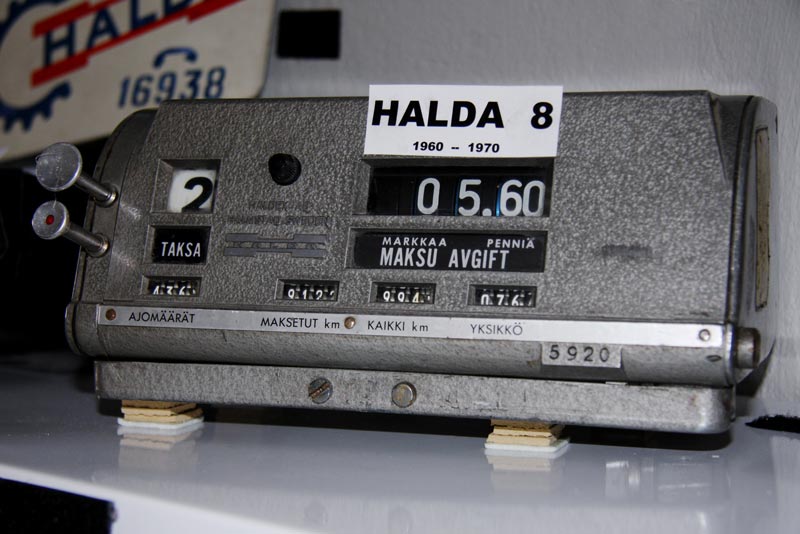 HALDA
16938
HALDA 8
1960 -- 1970
2
05.60
TAKSA
MARKKAA PENNIÄ
MAKSU AVGIFT
AJOMÄÄRÄT MAKSETUT km KAIKKI km YKSIKKÖ
5920